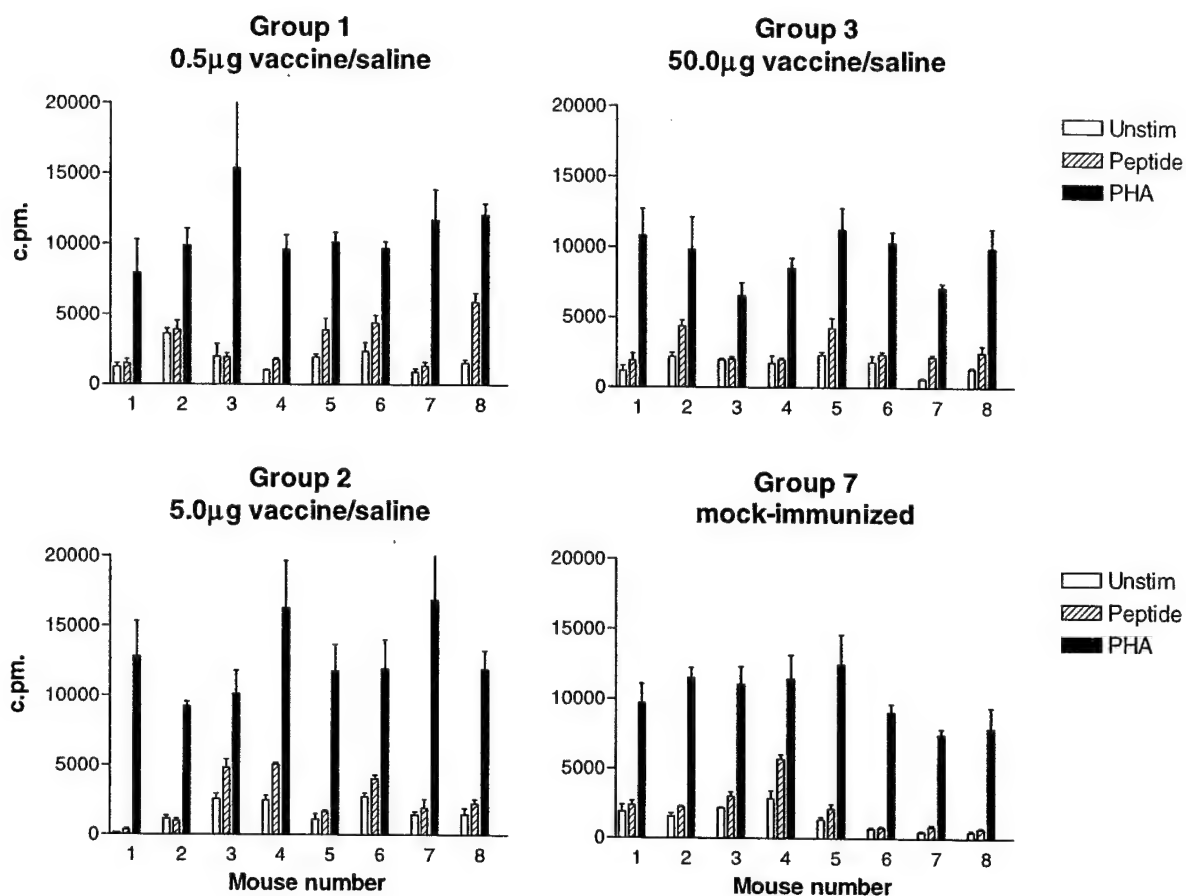 Group 1
0.5µg vaccine/saline
c.pm.
20000
15000
10000
5000
0
1 2 3 4 5 6 7 8
Group 3
50.0µg vaccine/saline
20000
15000
10000
5000
0
1 2 3 4 5 6 7 8
Unstim
Peptide
PHA
Group 2
5.0µg vaccine/saline
c.pm.
20000
15000
10000
5000
0
1 2 3 4 5 6 7 8
Mouse number
Group 7
mock-immunized
20000
15000
10000
5000
0
1 2 3 4 5 6 7 8
Mouse number
Unstim
Peptide
PHA